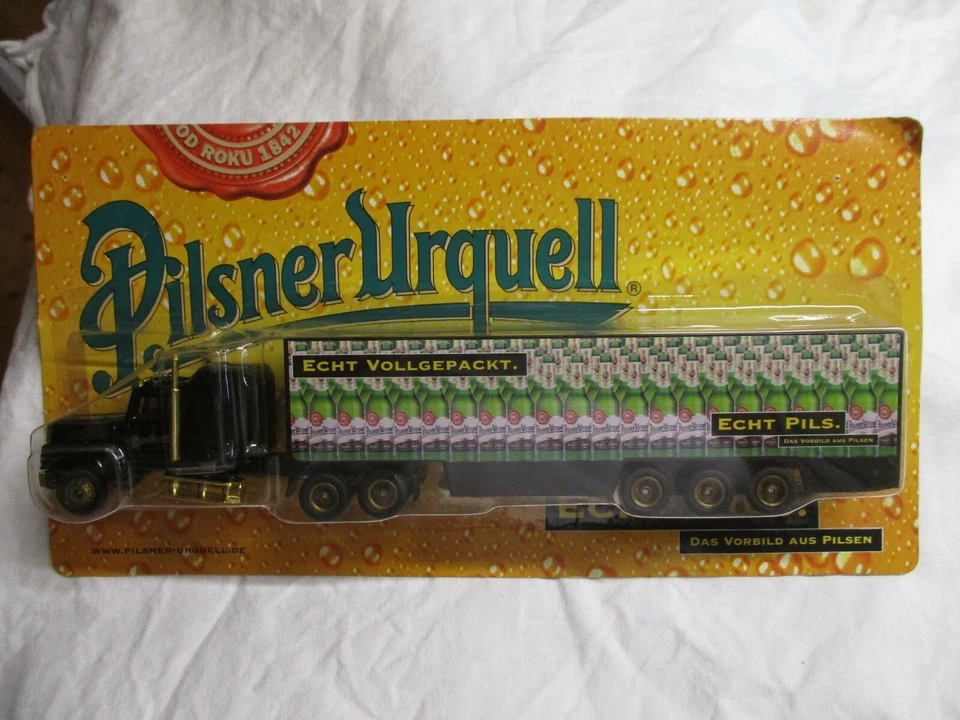 OD ROKU 1842
Pilsner Urquell ®
ECHT VOLLGEPACKT.
ECHT PILS.
DAS VORBILD AUS PILSEN
DAS VORBILD AUS PILSEN
WWW.PILSNER-URQUELL.DE